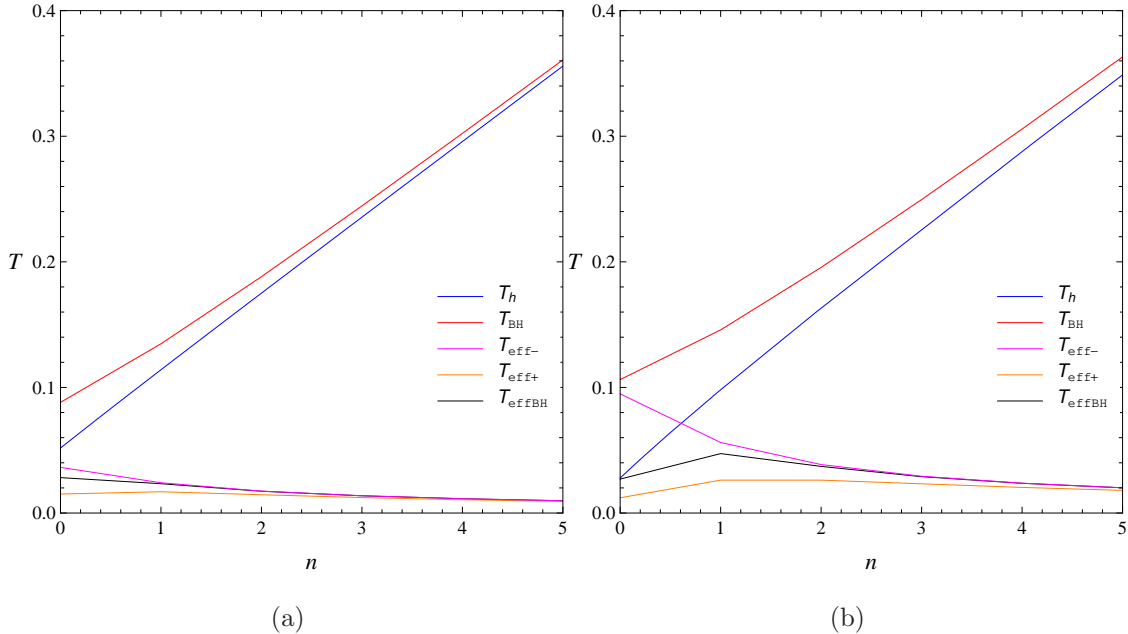 0.4
0.3
0.2
0.1
0.0
T
0 1 2 3 4 5
n
T_h
T_BH
T_eff−
T_eff+
T_effBH
(a)
0.4
0.3
0.2
0.1
0.0
T
0 1 2 3 4 5
n
T_h
T_BH
T_eff−
T_eff+
T_effBH
(b)